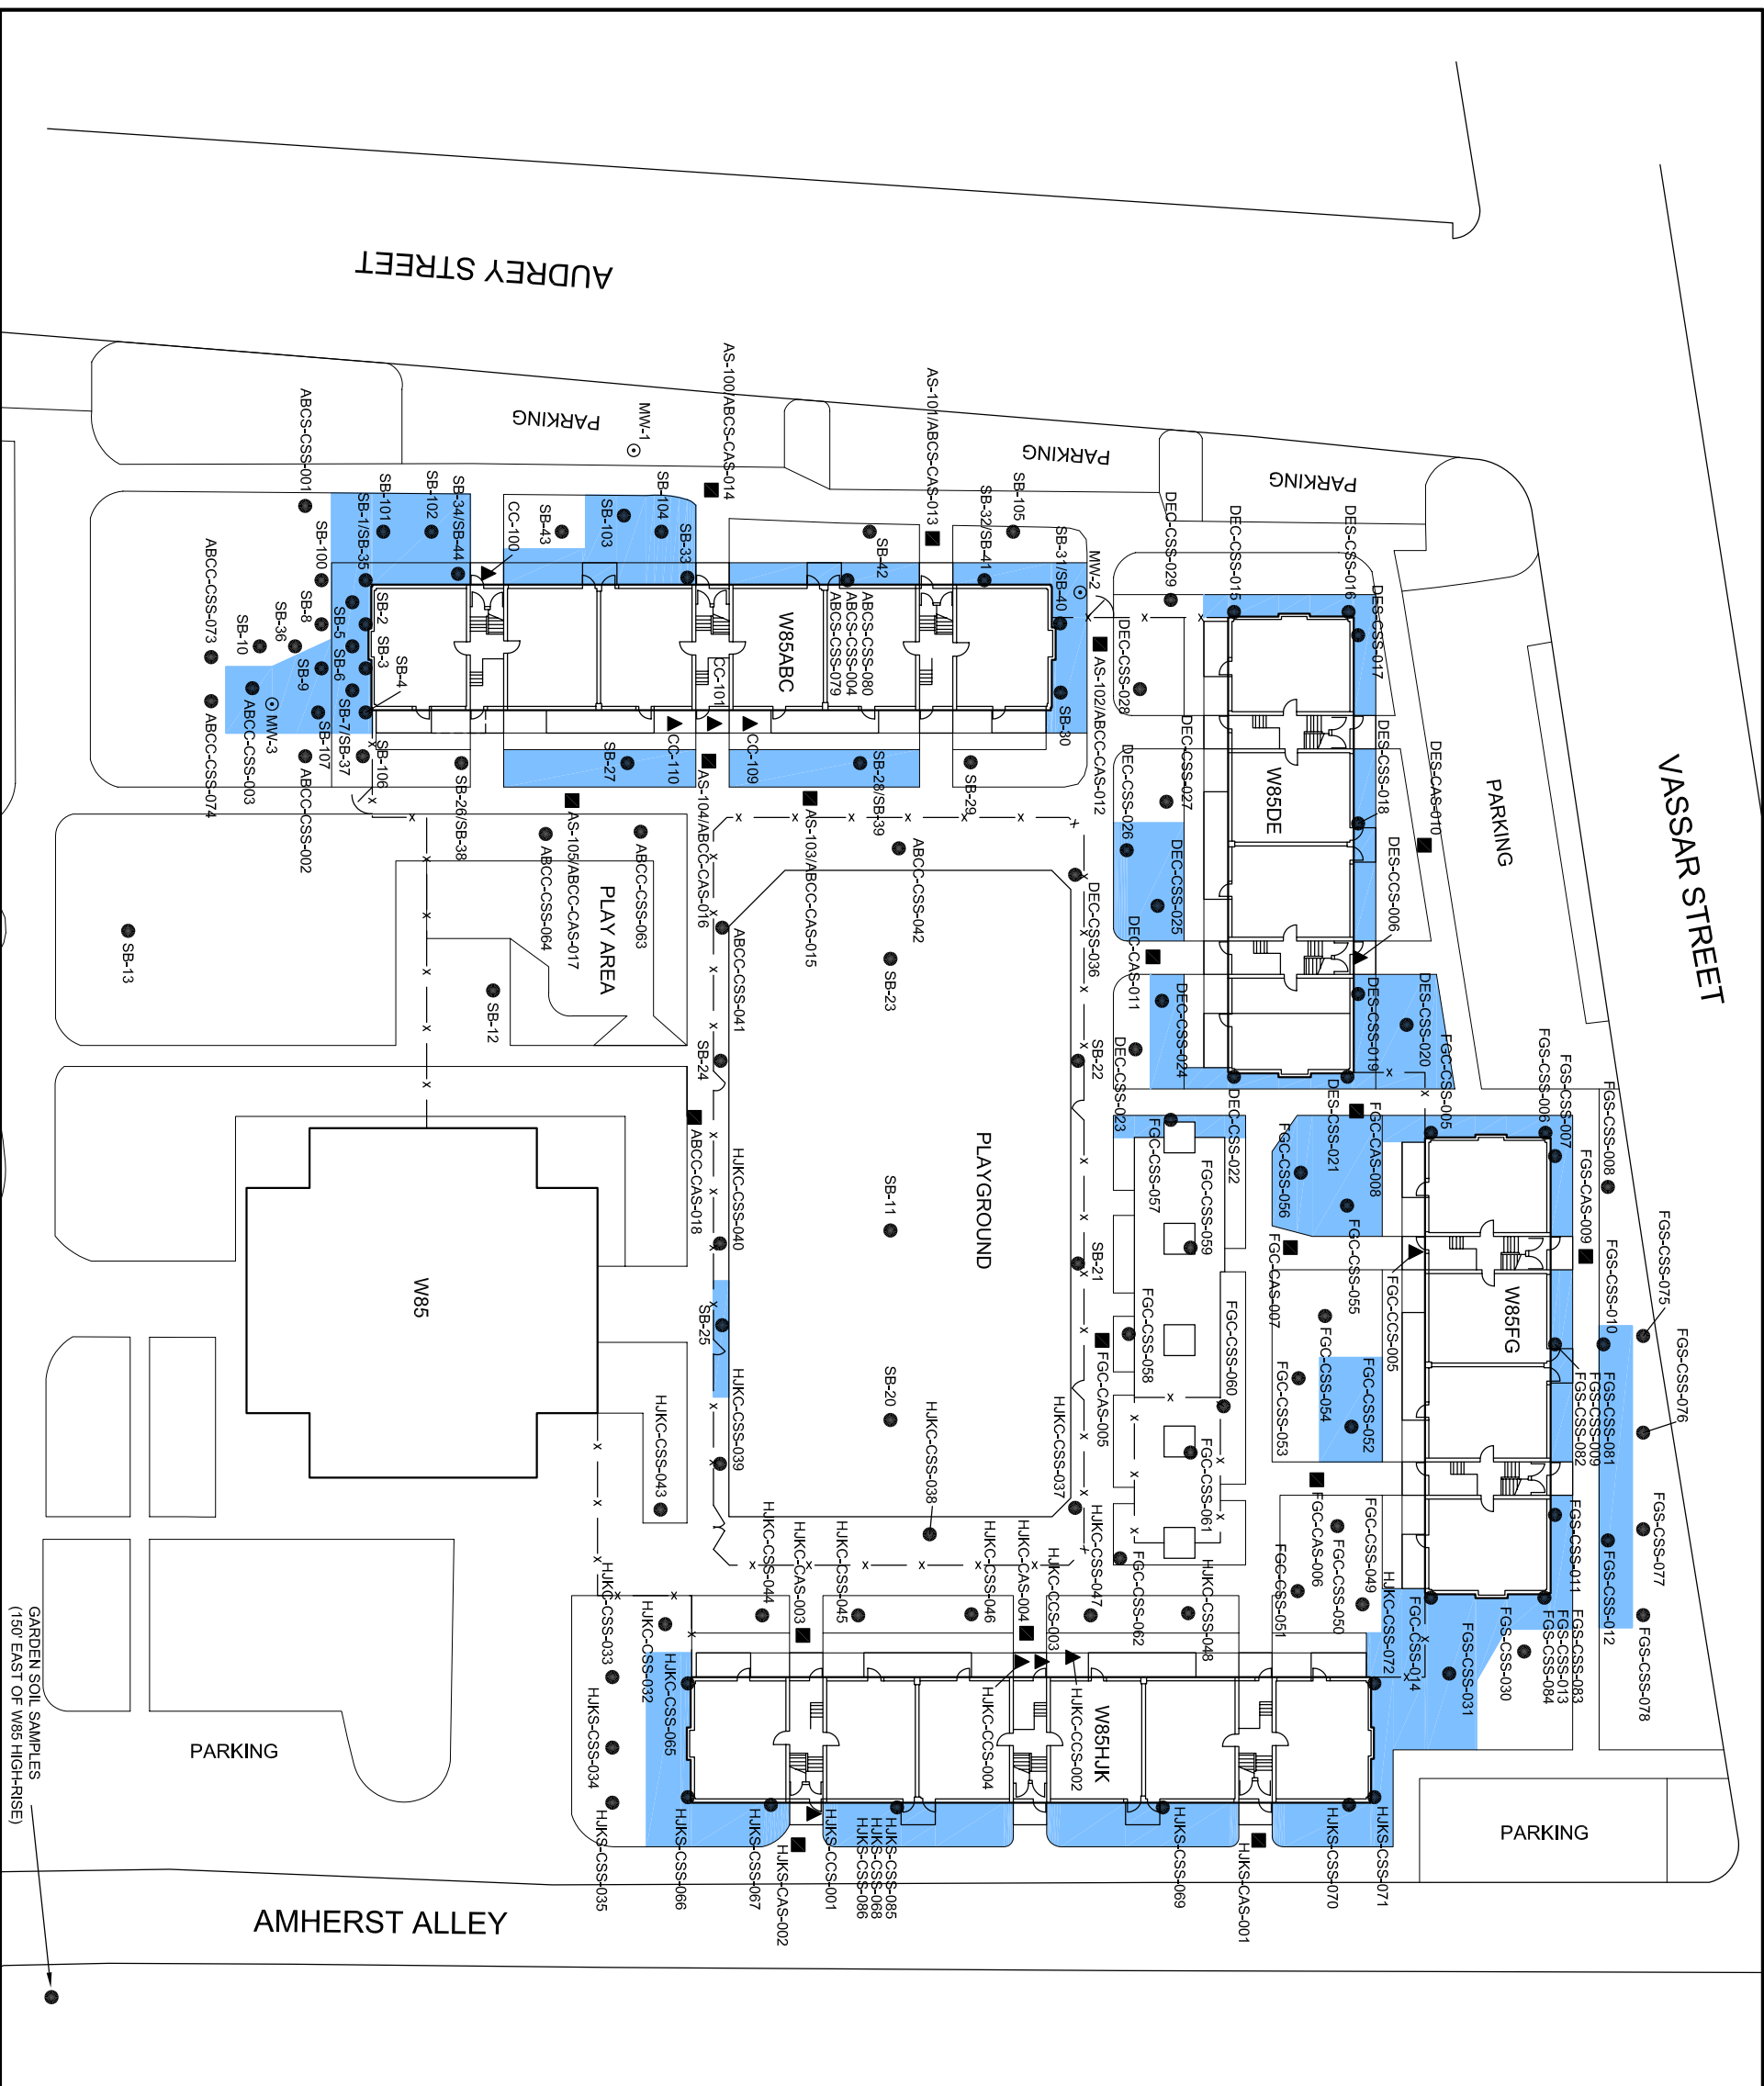 VASSAR STREET
AUDREY STREET
AMHERST ALLEY
PARKING
PARKING
PARKING
PARKING
PARKING
PARKING
MW-1
AS-100/ABCS-CAS-014
AS-101/ABCS-CAS-013
ABCS-CSS-001
SB-101
SB-102
SB-34/SB-44
CC-100
SB-43
SB-103
SB-104
SB-33
SB-42
SB-32/SB-41
SB-105
SB-31/SB-40
MW-2
SB-1/SB-35
SB-100
SB-8
SB-36
SB-10
ABCC-CSS-073
SB-2
SB-5
SB-3
SB-6
SB-9
SB-4
SB-7/SB-37
SB-107
SB-106
MW-3
ABCC-CSS-003
ABCC-CSS-074
ABCC-CSS-002
W85ABC
ABCS-CSS-080
ABCS-CSS-004
ABCS-CSS-079
CC-101
CC-110
CC-109
SB-30
SB-26/SB-38
SB-27
SB-28/SB-39
SB-29
AS-102/ABCC-CAS-012
AS-103/ABCC-CAS-015
AS-104/ABCC-CAS-016
AS-105/ABCC-CAS-017
ABCC-CSS-064
ABCC-CSS-063
ABCC-CSS-042
ABCC-CSS-041
PLAY AREA
SB-13
SB-12
SB-24
SB-23
SB-22
SB-11
SB-21
SB-20
SB-25
PLAYGROUND
ABCC-CAS-018
HJKC-CSS-040
HJKC-CSS-039
HJKC-CSS-038
HJKC-CSS-037
HJKC-CSS-043
W85
DEC-CSS-029
DEC-CSS-015
DES-CSS-016
DES-CSS-017
DEC-CSS-028
DEC-CSS-027
DEC-CSS-026
DEC-CSS-025
DES-CSS-018
DES-CAS-010
DES-CCS-006
W85DE
DEC-CSS-036
DEC-CAS-011
DEC-CSS-024
DEC-CSS-023
DEC-CSS-022
DES-CSS-019
DES-CSS-020
DES-CSS-021
FGC-CSS-005
FGS-CSS-006
FGS-CSS-007
FGS-CSS-008
FGS-CAS-009
FGC-CAS-008
FGC-CSS-056
FGC-CSS-055
FGC-CAS-007
FGC-CCS-005
FGC-CSS-057
FGC-CSS-059
FGC-CSS-058
FGC-CSS-060
FGC-CSS-061
FGC-CAS-005
FGC-CSS-062
FGC-CSS-054
FGC-CSS-053
FGC-CSS-052
W85FG
FGS-CSS-010
FGS-CSS-075
FGS-CSS-076
FGS-CSS-081
FGS-CSS-009
FGS-CSS-082
FGS-CSS-077
FGS-CSS-078
FGS-CSS-011
FGS-CSS-012
FGS-CSS-083
FGS-CSS-013
FGS-CSS-084
FGC-CAS-006
FGC-CSS-049
FGC-CSS-050
FGC-CSS-051
FGC-CSS-014
FGS-CSS-030
FGS-CSS-031
HJKC-CSS-072
HJKC-CSS-048
HJKC-CSS-047
HJKC-CCS-003
HJKC-CAS-004
HJKC-CSS-046
HJKC-CSS-045
HJKC-CAS-003
HJKC-CSS-044
HJKC-CSS-033
HJKC-CSS-032
HJKC-CSS-065
HJKS-CSS-034
HJKS-CSS-035
HJKS-CSS-066
HJKS-CSS-067
HJKS-CAS-002
HJKS-CCS-001
HJKS-CSS-085
HJKS-CSS-068
HJKS-CSS-086
HJKC-CCS-004
HJKC-CCS-002
W85HJK
HJKS-CSS-069
HJKS-CAS-001
HJKS-CSS-070
HJKS-CSS-071
GARDEN SOIL SAMPLES
(150' EAST OF W85 HIGH-RISE)